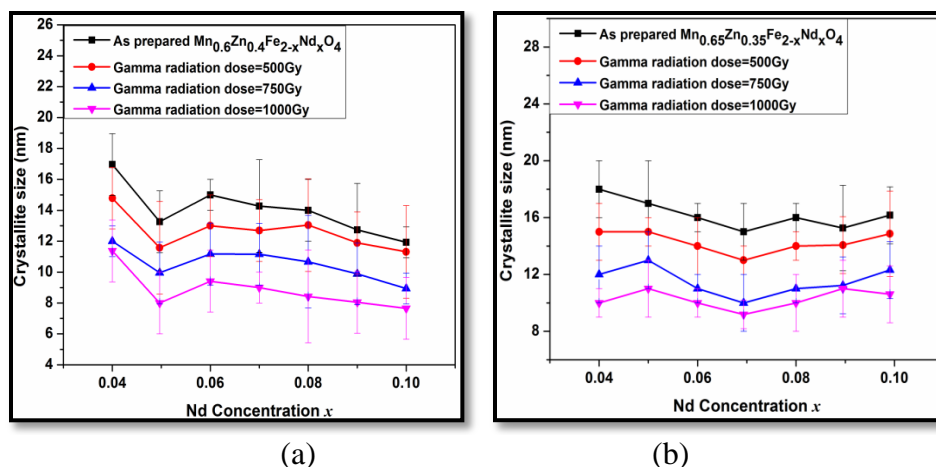 26
24
22
20
18
16
14
12
10
8
6
4
Crystallite size (nm)
As prepared Mn0.6Zn0.4Fe2-xNdxO4
Gamma radiation dose=500Gy
Gamma radiation dose=750Gy
Gamma radiation dose=1000Gy
0.04 0.06 0.08 0.10
Nd Concentration x
(a)
28
24
20
16
12
8
Crystallite size (nm)
As prepared Mn0.65Zn0.35Fe2-xNdxO4
Gamma radiation dose=500Gy
Gamma radiation dose=750Gy
Gamma radiation dose=1000Gy
0.04 0.05 0.06 0.07 0.08 0.09 0.10
Nd Concentration x
(b)